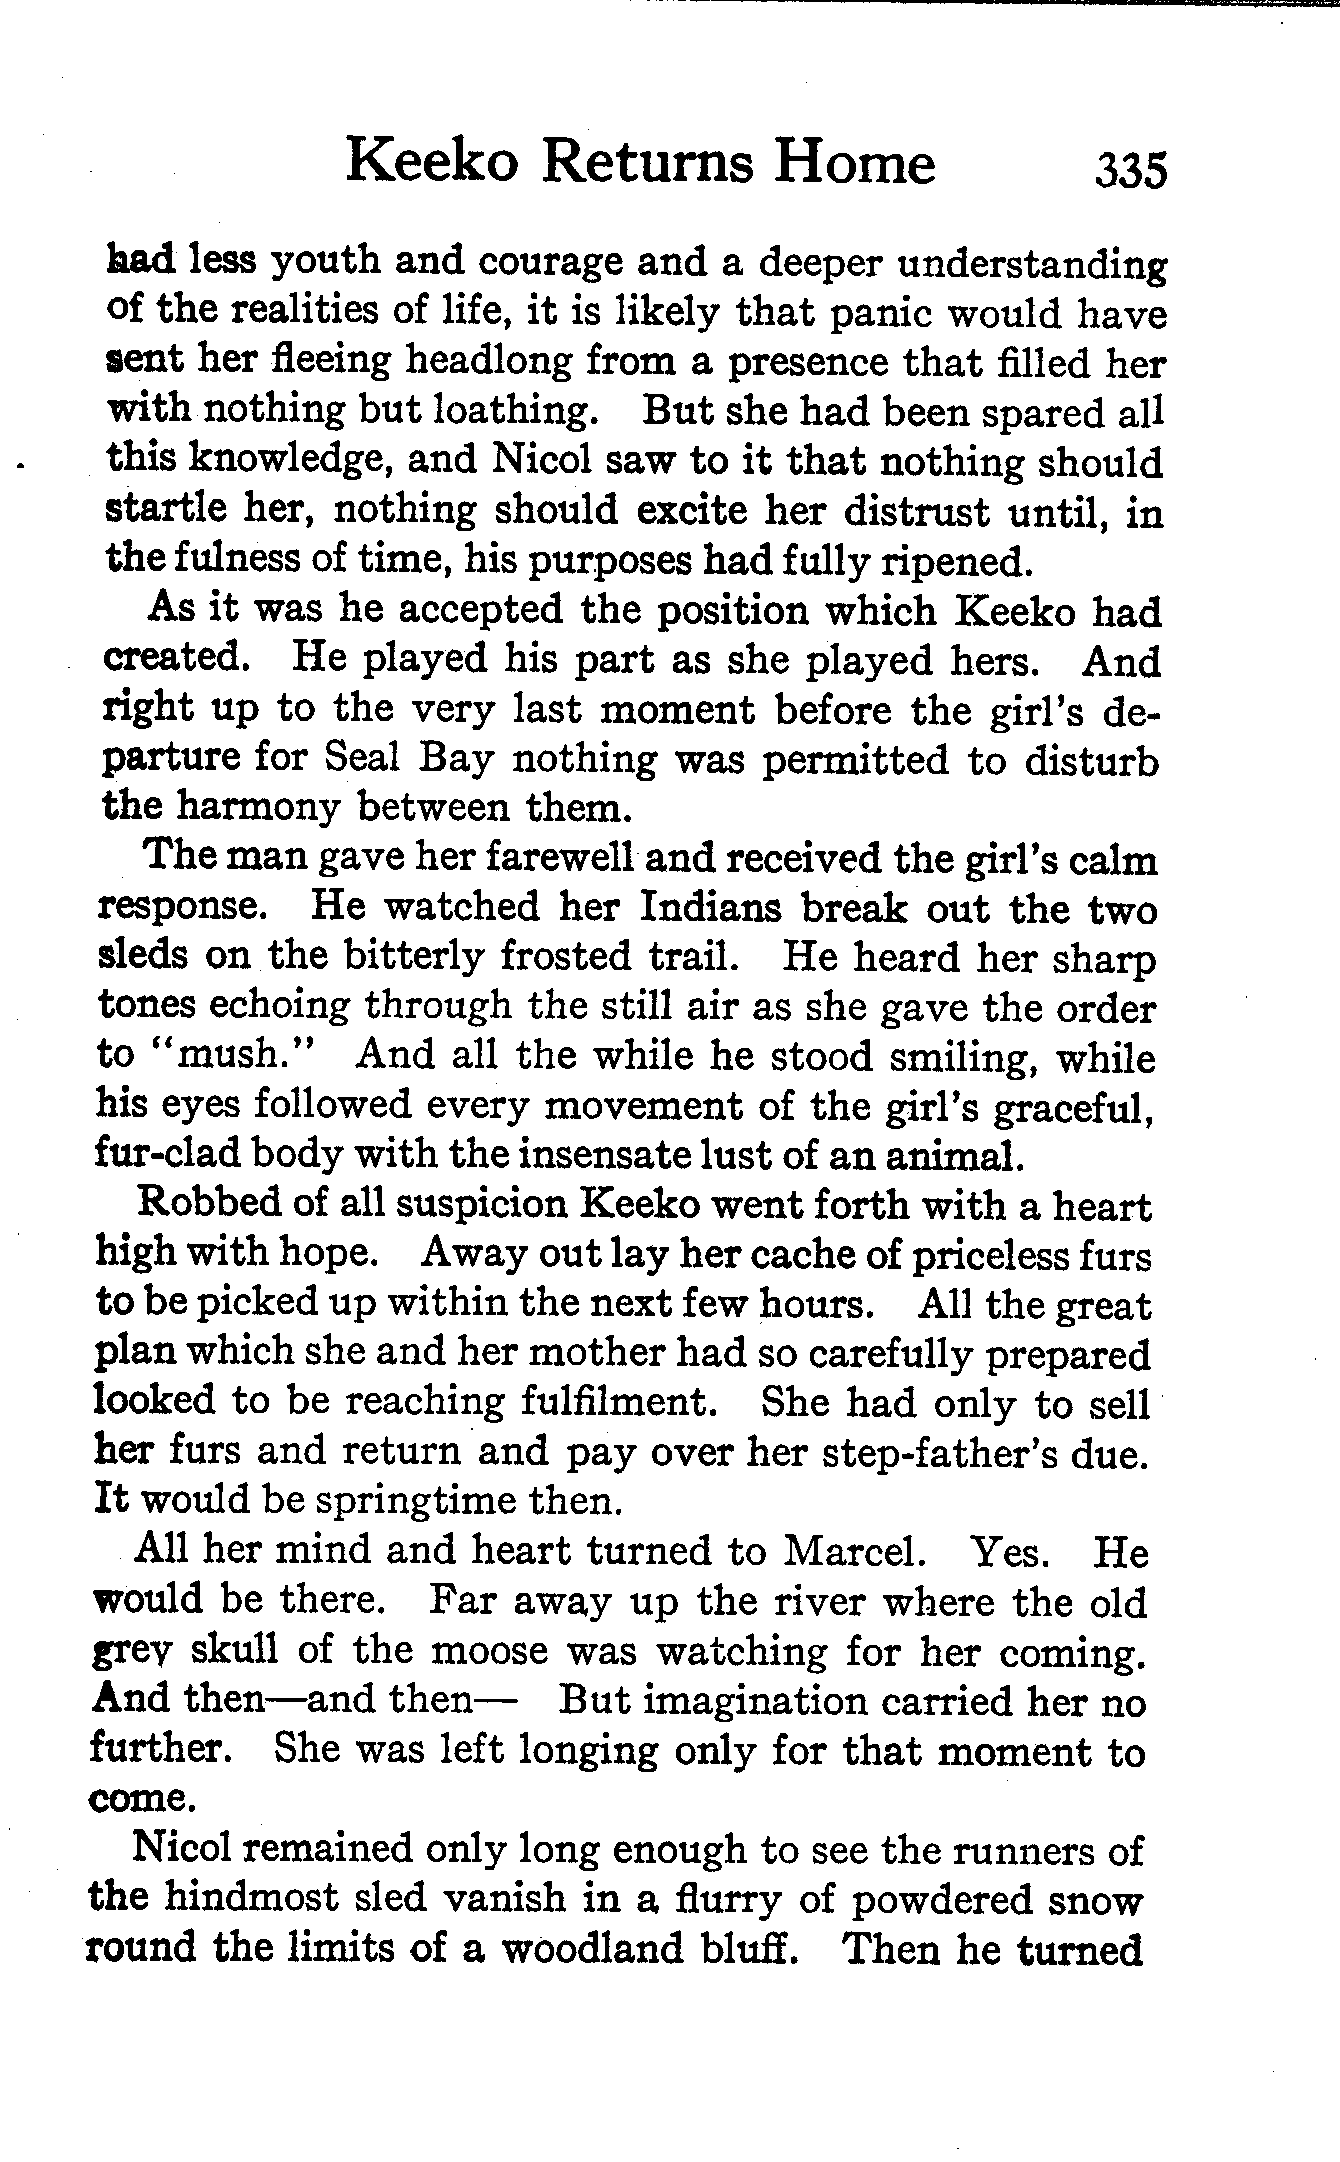 Keeko Returns Home 335
had less youth and courage and a deeper understanding
of the realities of life, it is likely that panic would have
sent her fleeing headlong from a presence that filled her
with nothing but loathing. But she had been spared all
this knowledge, and Nicol saw to it that nothing should
startle her, nothing should excite her distrust until, in
the fulness of time, his purposes had fully ripened.
As it was he accepted the position which Keeko had
created. He played his part as she played hers. And
right up to the very last moment before the girl's de-
parture for Seal Bay nothing was permitted to disturb
the harmony between them.
The man gave her farewell and received the girl's calm
response. He watched her Indians break out the two
sleds on the bitterly frosted trail. He heard her sharp
tones echoing through the still air as she gave the order
to "mush." And all the while he stood smiling, while
his eyes followed every movement of the girl's graceful,
fur-clad body with the insensate lust of an animal.
Robbed of all suspicion Keeko went forth with a heart
high with hope. Away out lay her cache of priceless furs
to be picked up within the next few hours. All the great
plan which she and her mother had so carefully prepared
looked to be reaching fulfilment. She had only to sell
her furs and return and pay over her step-father's due.
It would be springtime then.
All her mind and heart turned to Marcel. Yes. He
would be there. Far away up the river where the old
grey skull of the moose was watching for her coming.
And then—and then— But imagination carried her no
further. She was left longing only for that moment to
come.
Nicol remained only long enough to see the runners of
the hindmost sled vanish in a flurry of powdered snow
round the limits of a woodland bluff. Then he turned